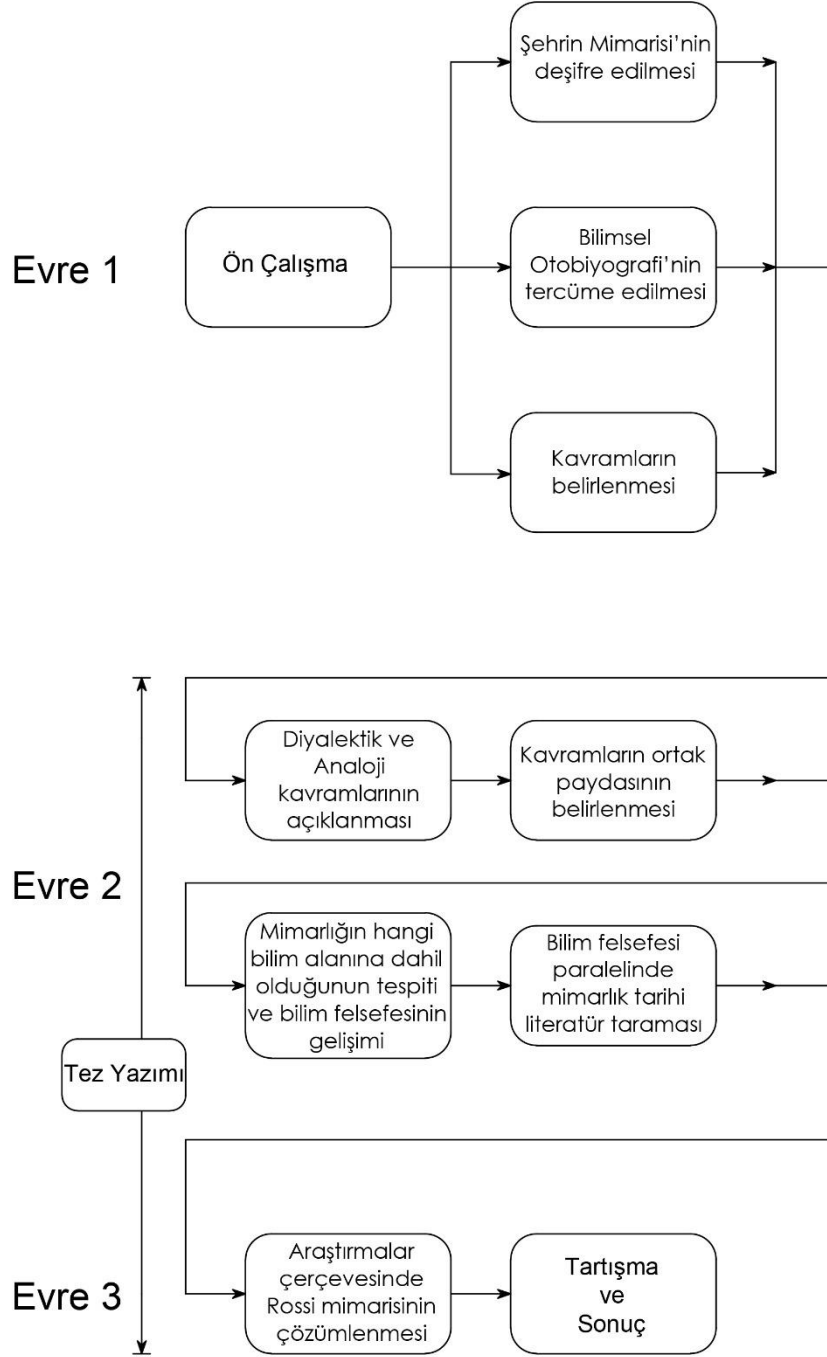 Şehrin Mimarisi’nin
deşifre edilmesi
Evre 1
Ön Çalışma
Bilimsel
Otobiyografi’nin
tercüme edilmesi
Kavramların
belirlenmesi
Evre 2
Diyalektik ve
Analoji
kavramlarının
açıklanması
Kavramların ortak
paydasının
belirlenmesi
Mimarlığın hangi
bilim alanına dahil
olduğunun tespiti
ve bilim felsefesinin
gelişimi
Bilim felsefesi
paralelinde
mimarlık tarihi
literatür taraması
Tez Yazımı
Evre 3
Araştırmalar
çerçevesinde
Rossi mimarisinin
çözümlenmesi
Tartışma
ve
Sonuç